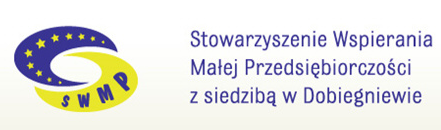 SWMP
Stowarzyszenie Wspierania
Małej Przedsiębiorczości
z siedzibą w Dobiegniewie